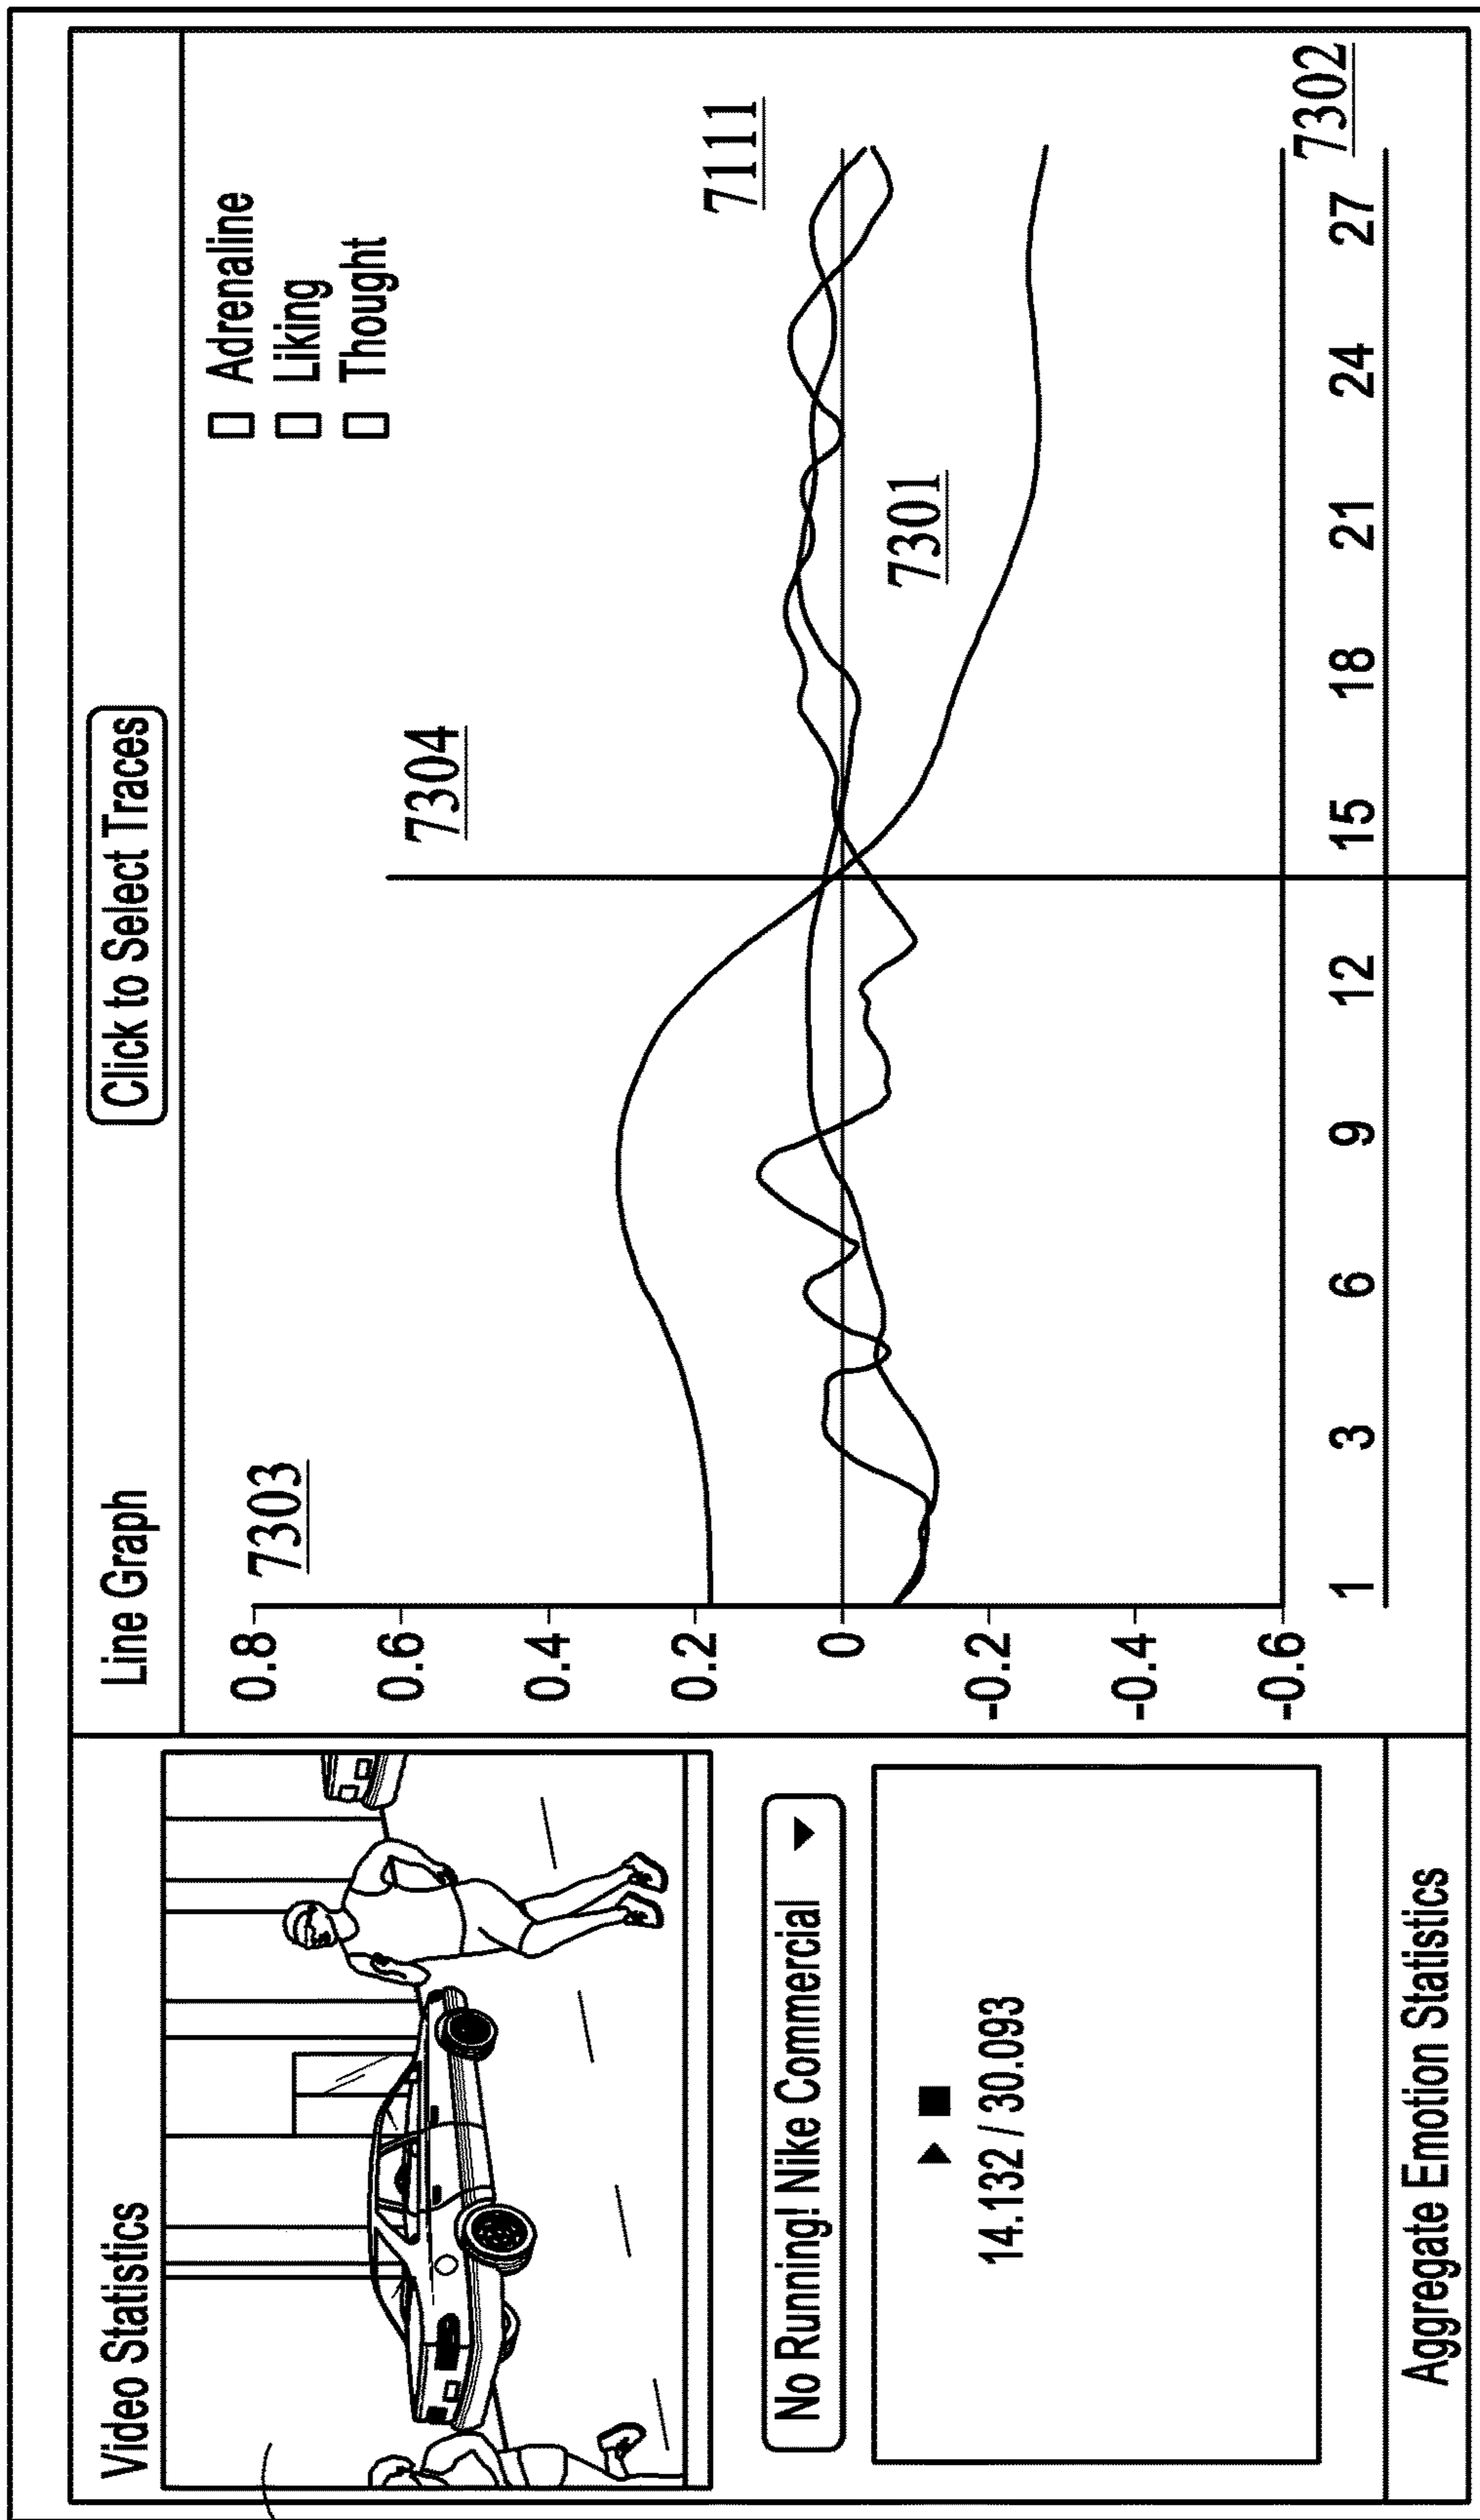 Video Statistics
No Running! Nike Commercial
14.132 / 30.093
Aggregate Emotion Statistics
Line Graph
Click to Select Traces
7303
7304
Adrenaline
Liking
Thought
7111
7301
0.8
0.6
0.4
0.2
0
-0.2
-0.4
-0.6
1 3 6 9 12 15 18 21 24 27
7302